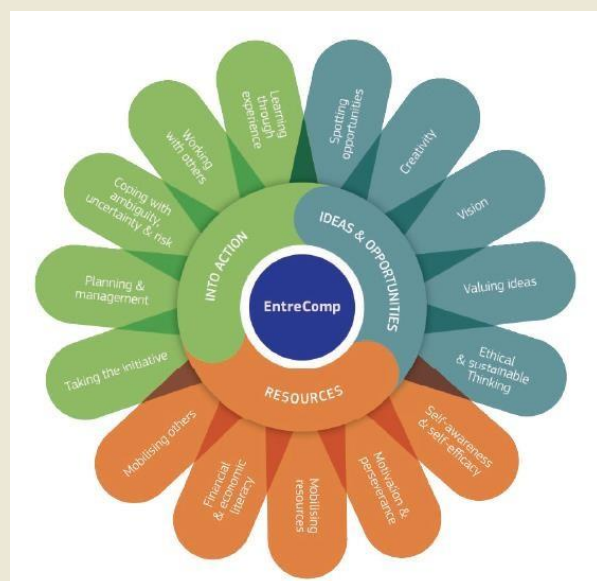 EntreComp
IDEAS & OPPORTUNITIES
RESOURCES
INTO ACTION
Spotting
opportunities
Creativity
Vision
Valuing ideas
Ethical
& sustainable
Thinking
Self-awareness
& self-efficacy
Motivation &
perseverance
Mobilising
resources
Financial
& economic
literacy
Mobilising others
Taking the initiative
Planning &
management
Coping with
ambiguity,
uncertainty & risk
Working
with others
Learning
through
experience